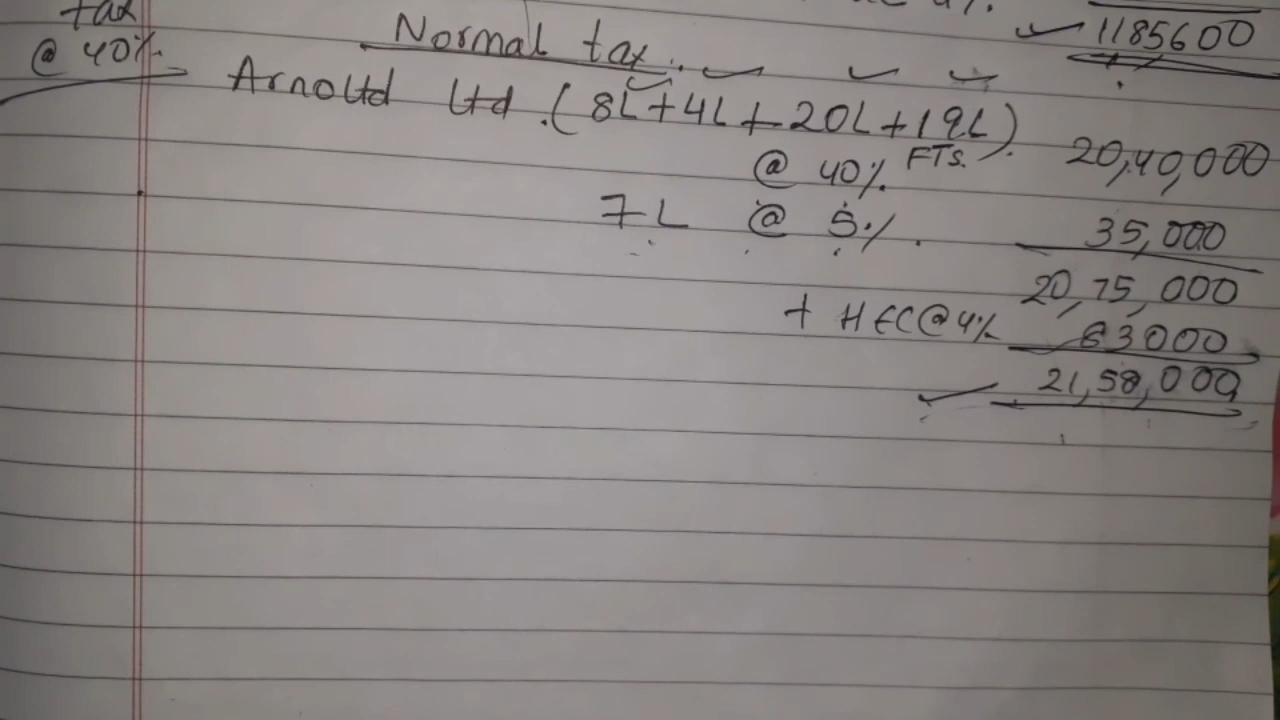 tax
1185600
@ 40%.
Normal tax.
Arnoltd Ltd. (8L+4L+20L+19L).
FTS.
@ 40%. 20,40,000
7L @ 5%. 35,000
20,75,000
+ HEC@4% 83000
21,58,000